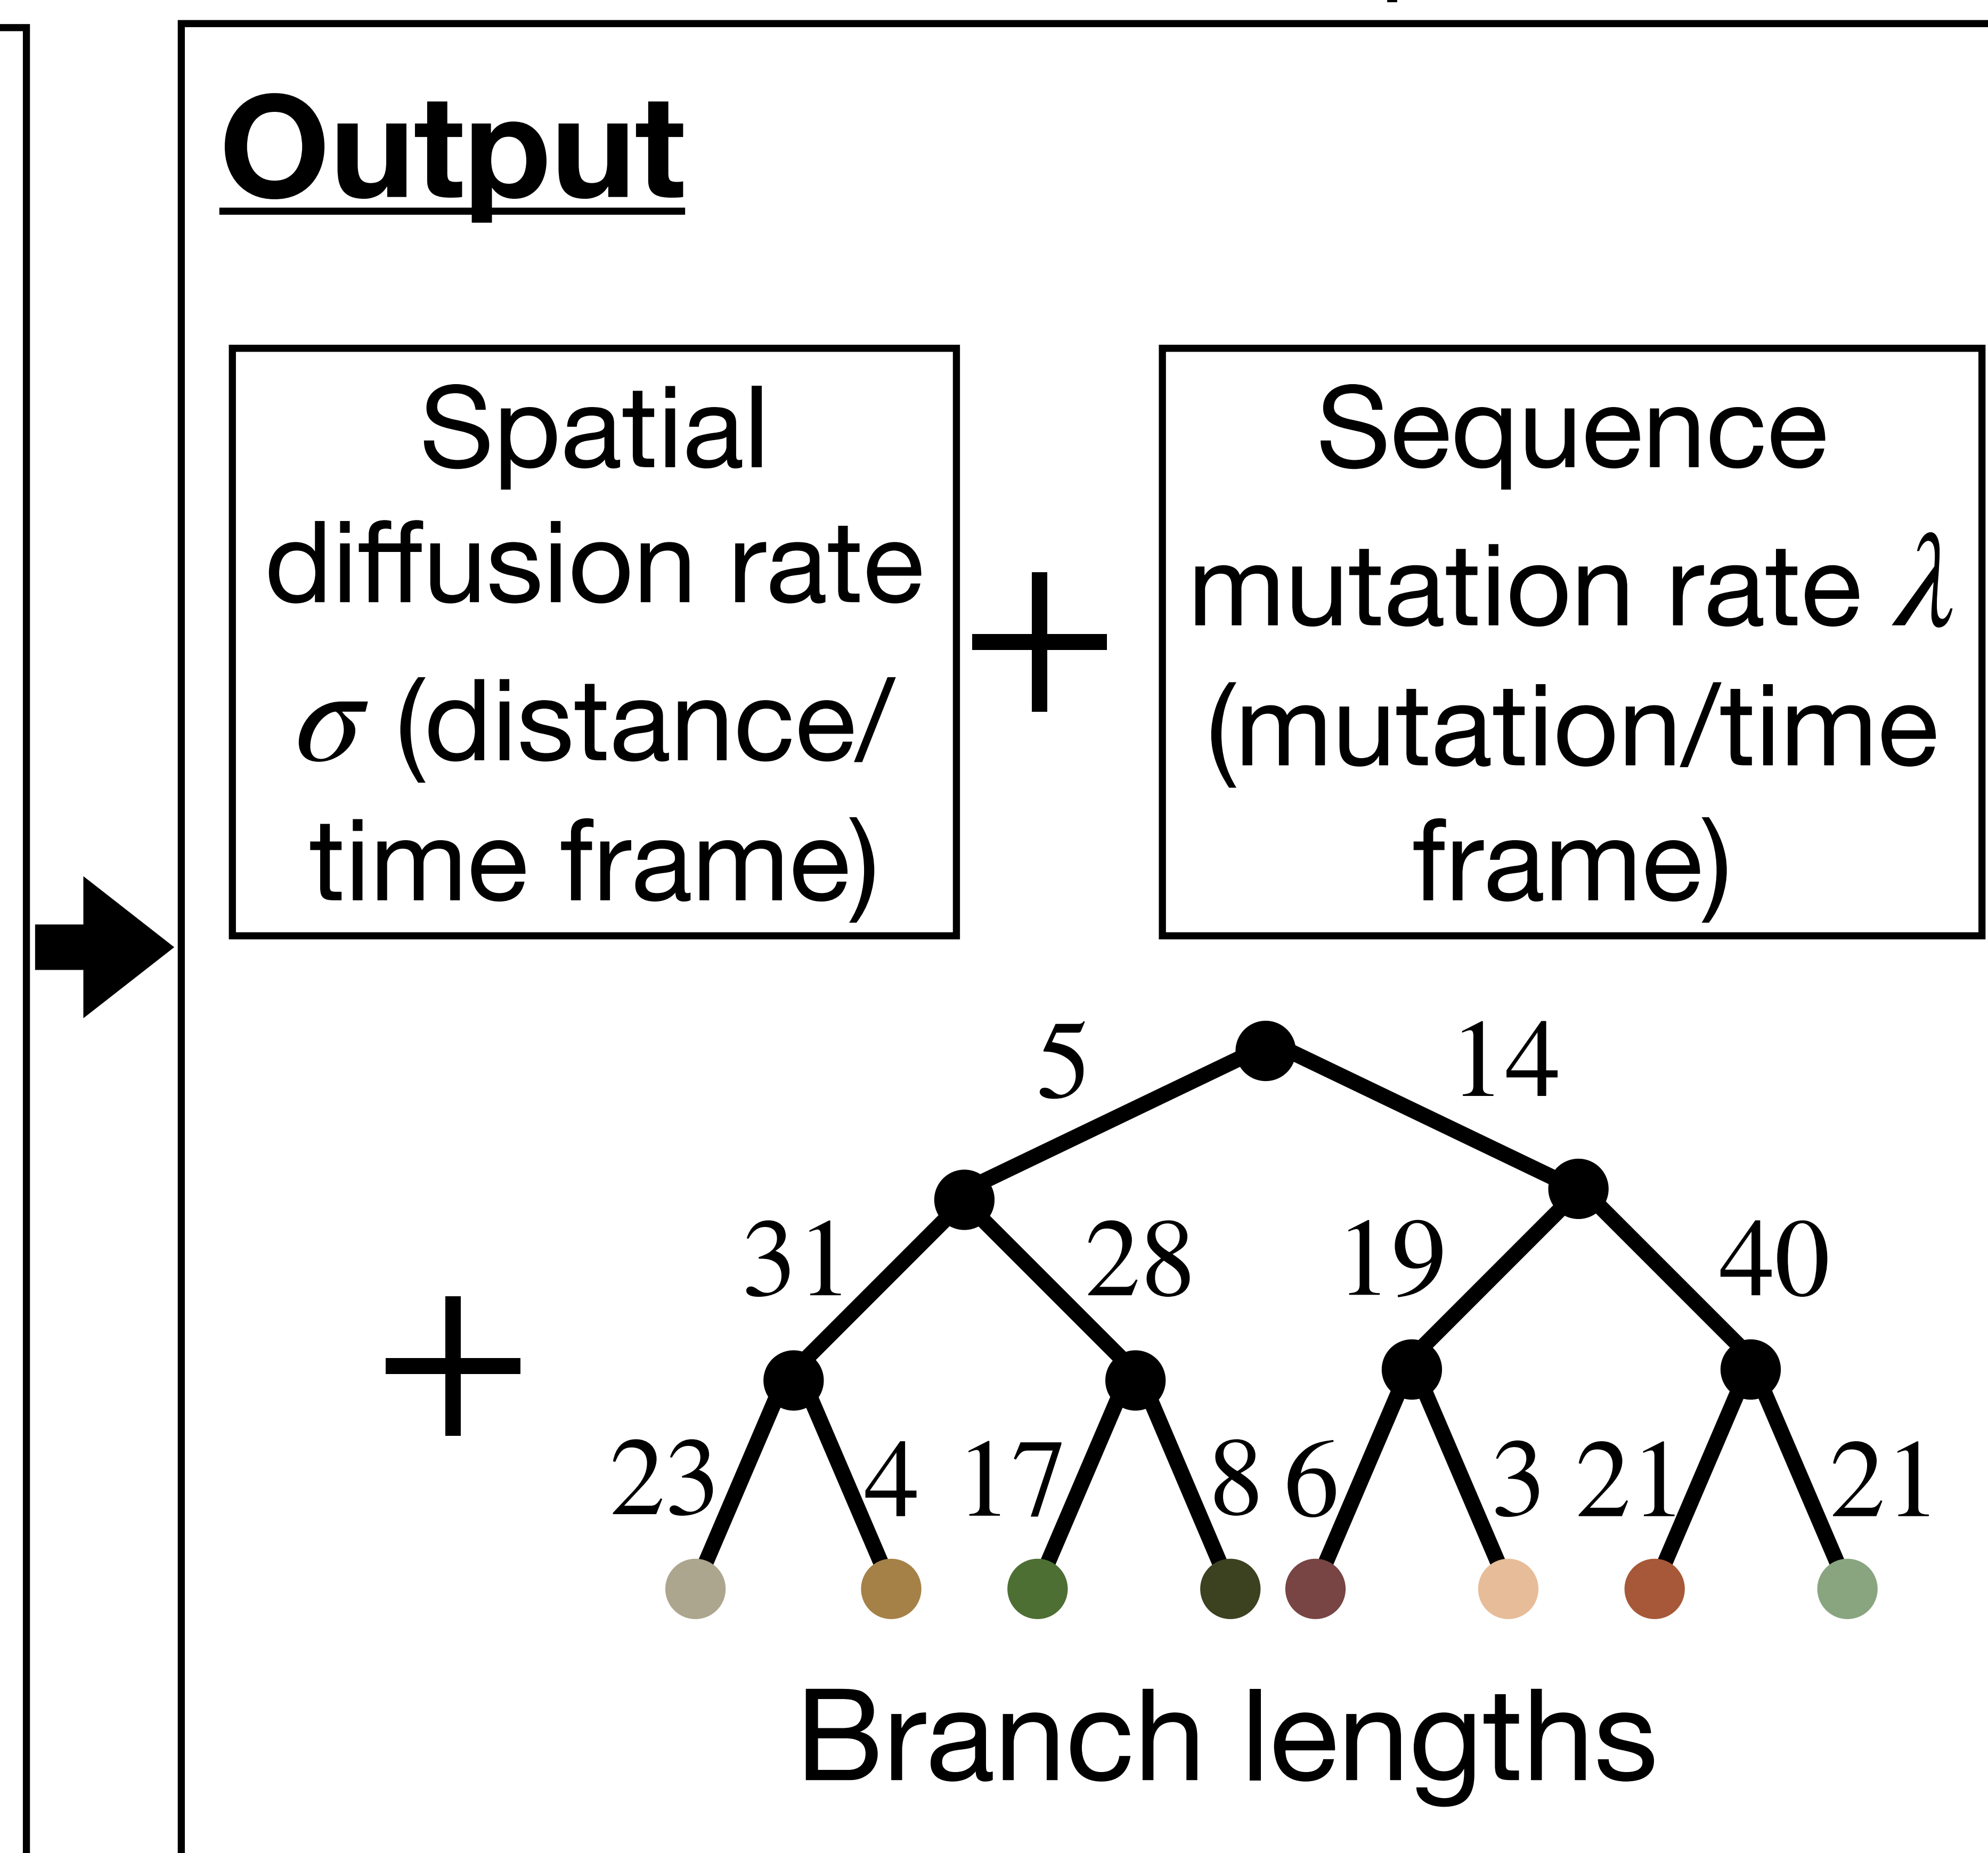 Output
Spatial
diffusion rate
σ (distance/
time frame)
+
Sequence
mutation rate λ
(mutation/time
frame)
+
5 14
31 28 19 40
23 4 17 8 6 3 21 21
Branch lengths